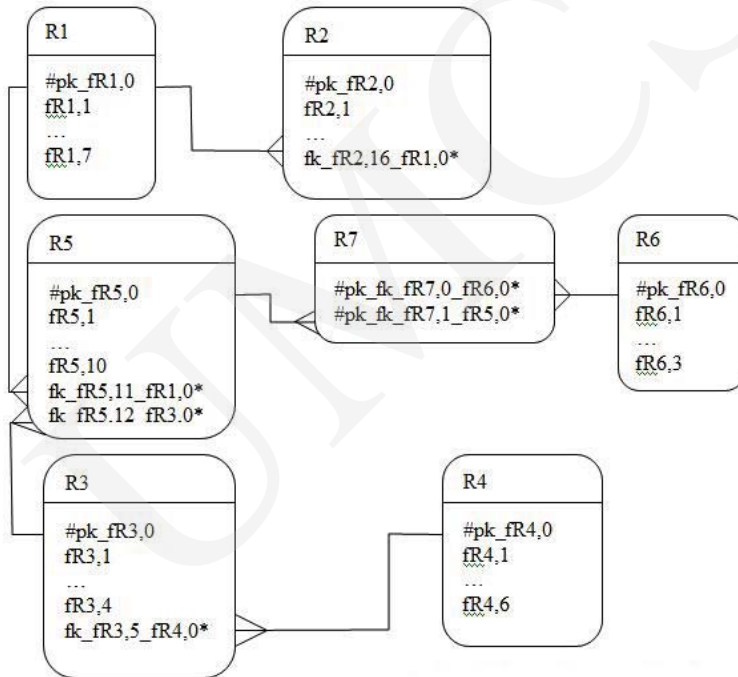 R1
#pk_fR1,0
fR1,1
...
fR1,7
R2
#pk_fR2,0
fR2,1
...
fk_fR2,16_fR1,0*
R5
#pk_fR5,0
fR5,1
...
fR5,10
fk_fR5,11_fR1,0*
fk_fR5.12_fR3.0*
R7
#pk_fk_fR7,0_fR6,0*
#pk_fk_fR7,1_fR5,0*
R6
#pk_fR6,0
fR6,1
...
fR6,3
R3
#pk_fR3,0
fR3,1
...
fR3,4
fk_fR3,5_fR4,0*
R4
#pk_fR4,0
fR4,1
...
fR4,6
UMCS